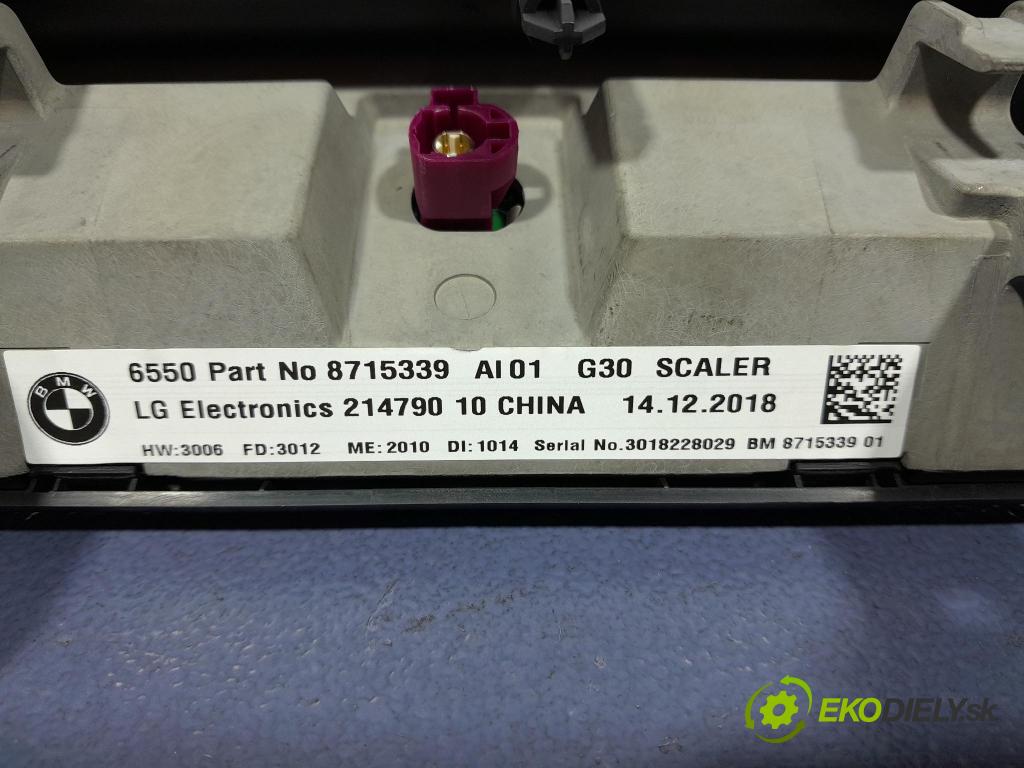 BMW
6550 Part No 8715339 AI 01 G30 SCALER
LG Electronics 214790 10 CHINA 14.12.2018
HW:3006 FD:3012 ME:2010 DI:1014 Serial No.3018228029 BM 8715339 01
EKODIELY.sk